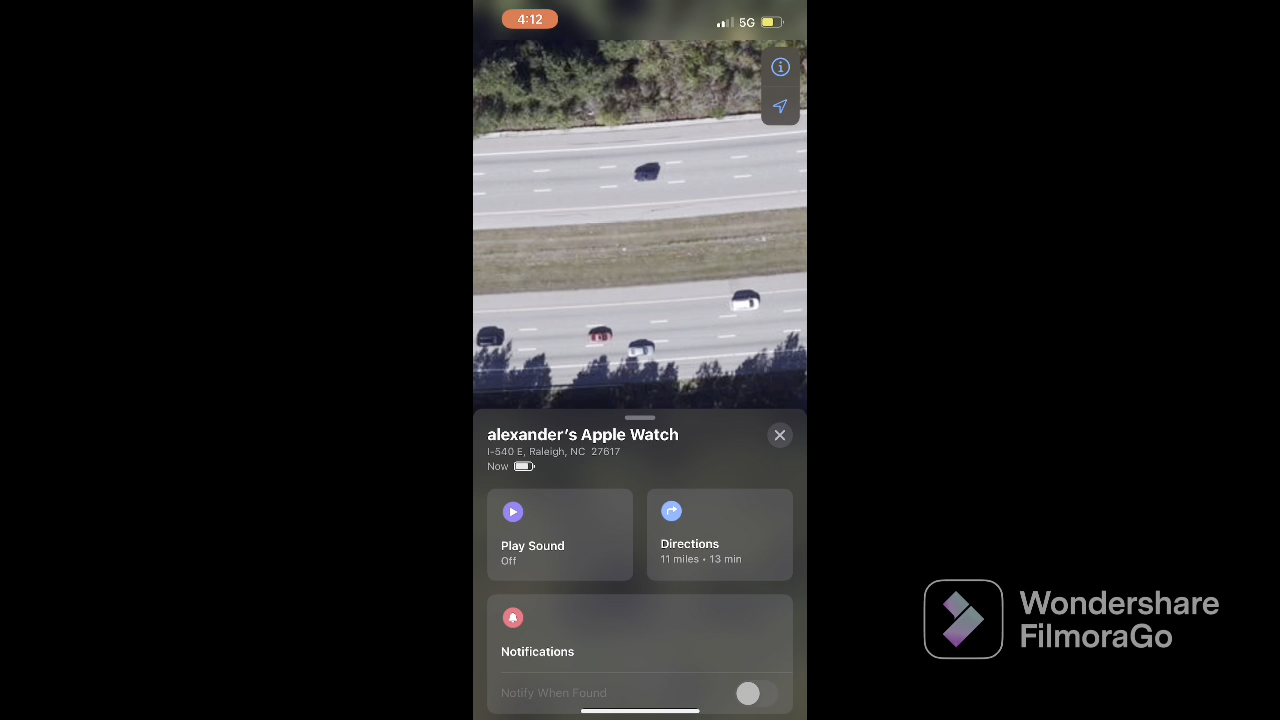 4:12
5G
alexander's Apple Watch
I-540 E, Raleigh, NC 27617
Now
Play Sound
Off
Directions
11 miles • 13 min
Notifications
Notify When Found
Wondershare
FilmoraGo